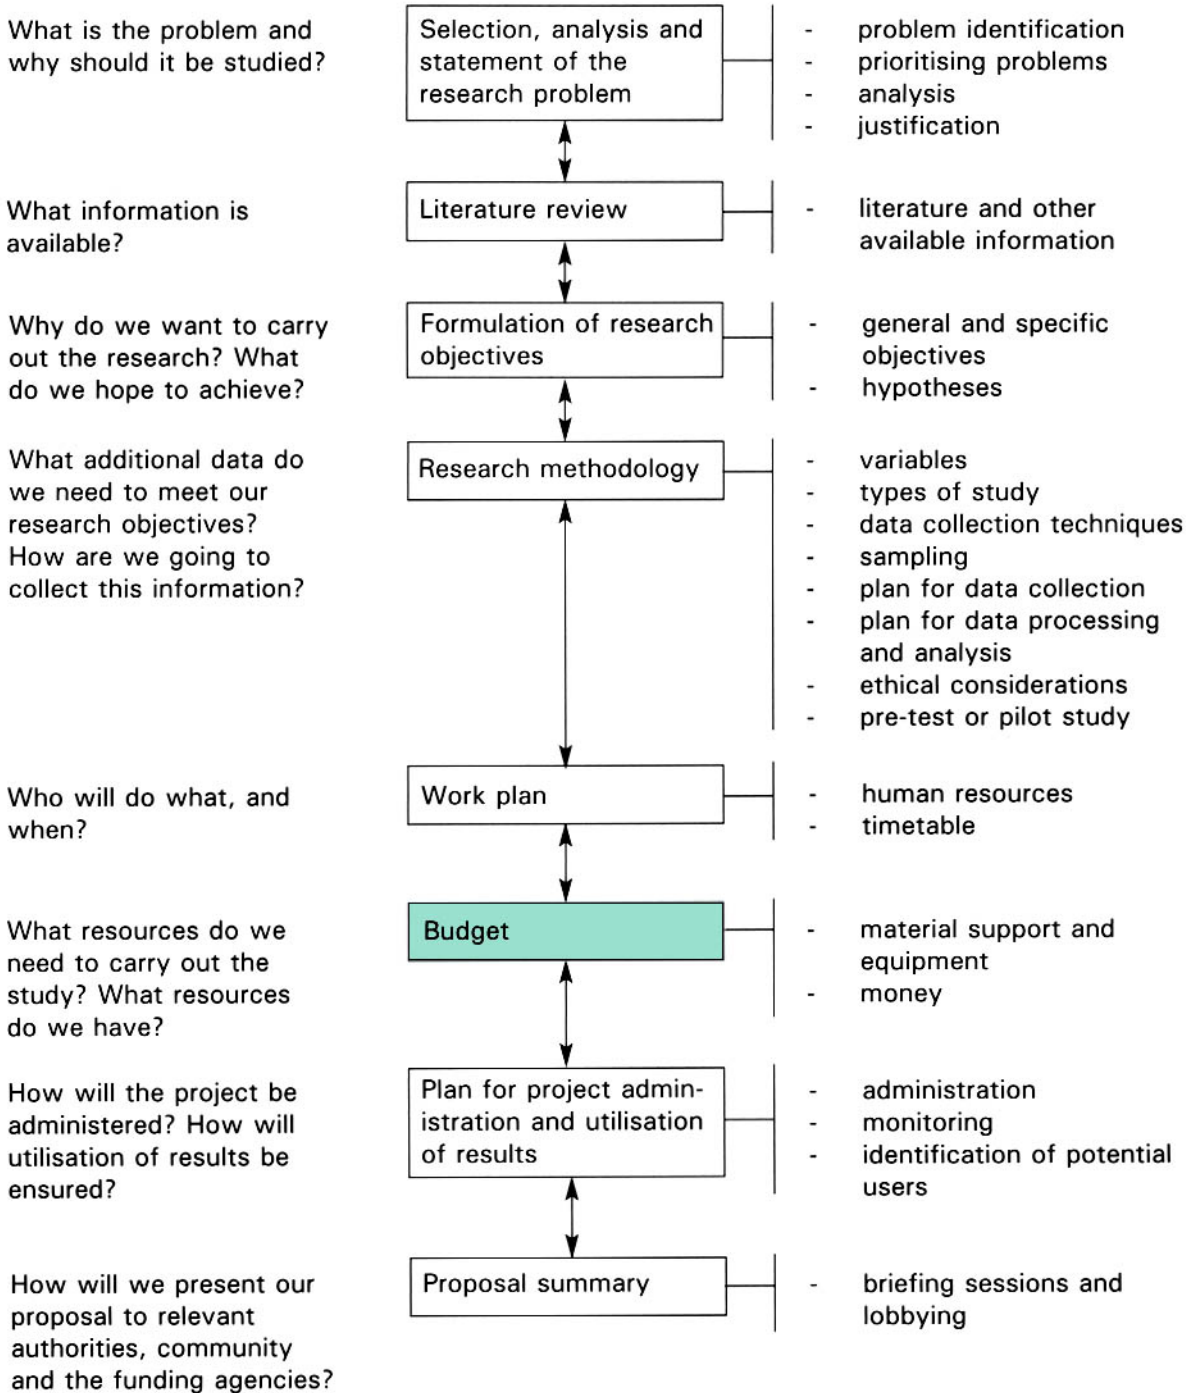 What is the problem and
why should it be studied?
Selection, analysis and
statement of the
research problem
- problem identification
- prioritising problems
- analysis
- justification
What information is
available?
Literature review
- literature and other
available information
Why do we want to carry
out the research? What
do we hope to achieve?
Formulation of research
objectives
- general and specific
objectives
- hypotheses
What additional data do
we need to meet our
research objectives?
How are we going to
collect this information?
Research methodology
- variables
- types of study
- data collection techniques
- sampling
- plan for data collection
- plan for data processing
and analysis
- ethical considerations
- pre-test or pilot study
Who will do what, and
when?
Work plan
- human resources
- timetable
What resources do we
need to carry out the
study? What resources
do we have?
Budget
- material support and
equipment
- money
How will the project be
administered? How will
utilisation of results be
ensured?
Plan for project admin-
istration and utilisation
of results
- administration
- monitoring
- identification of potential
users
How will we present our
proposal to relevant
authorities, community
and the funding agencies?
Proposal summary
- briefing sessions and
lobbying